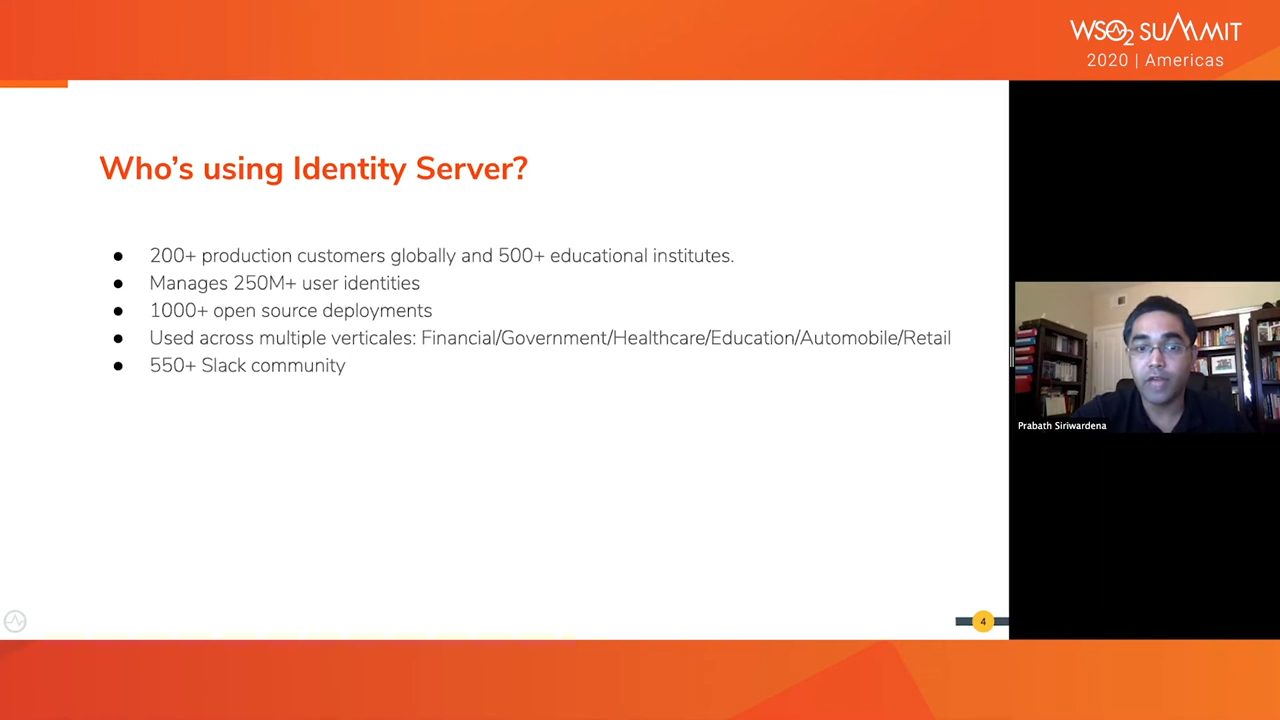 WSO2 SUMMIT
2020 | Americas
Who's using Identity Server?
● 200+ production customers globally and 500+ educational institutes.
● Manages 250M+ user identities
● 1000+ open source deployments
● Used across multiple verticales: Financial/Government/Healthcare/Education/Automobile/Retail
● 550+ Slack community
Prabath Siriwardena
4